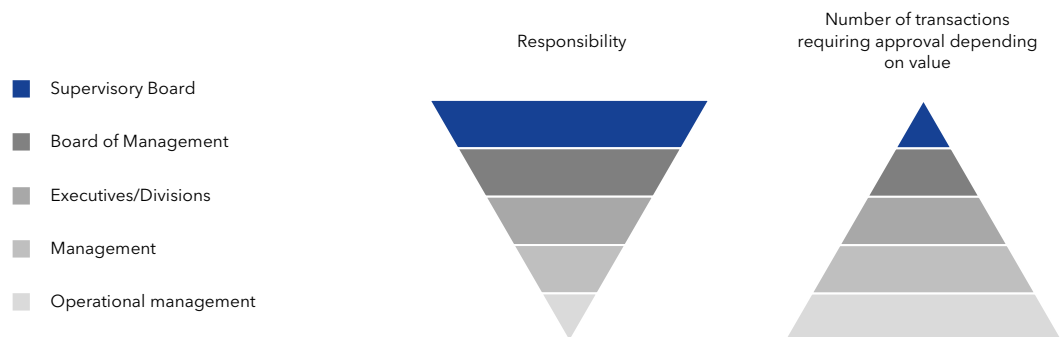 Responsibility
Number of transactions
requiring approval depending
on value
Supervisory Board
Board of Management
Executives/Divisions
Management
Operational management